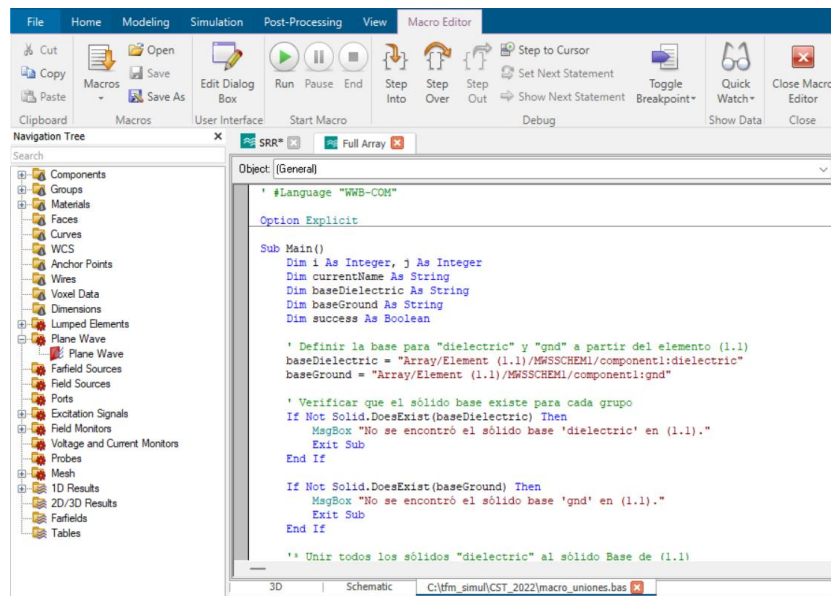 File Home Modeling Simulation Post-Processing View Macro Editor
Cut
Copy
Paste
Clipboard
Macros
Open
Save
Save As
Macros
Edit Dialog
Box
User Interface
Run Pause End
Start Macro
Step
Into
Step
Over
Step
Out
Step to Cursor
Set Next Statement
Show Next Statement
Toggle
Breakpoint
Debug
Quick
Watch
Show Data
Close Macro
Editor
Close
Navigation Tree
Search
Components
Groups
Materials
Faces
Curves
WCS
Anchor Points
Wires
Voxel Data
Dimensions
Lumped Elements
Plane Wave
Plane Wave
Farfield Sources
Field Sources
Ports
Excitation Signals
Field Monitors
Voltage and Current Monitors
Probes
Mesh
1D Results
2D/3D Results
Farfields
Tables
SRR* Full Array
Object: (General)
' #Language "WWB-COM"
Option Explicit
Sub Main()
Dim i As Integer, j As Integer
Dim currentName As String
Dim baseDielectric As String
Dim baseGround As String
Dim success As Boolean
' Definir la base para "dielectric" y "gnd" a partir del elemento (1.1)
baseDielectric = "Array/Element (1.1)/MWSSCHEM1/component1:dielectric"
baseGround = "Array/Element (1.1)/MWSSCHEM1/component1:gnd"
' Verificar que el sólido base existe para cada grupo
If Not Solid.DoesExist(baseDielectric) Then
MsgBox "No se encontró el sólido base 'dielectric' en (1.1)."
Exit Sub
End If
If Not Solid.DoesExist(baseGround) Then
MsgBox "No se encontró el sólido base 'gnd' en (1.1)."
Exit Sub
End If
'* Unir todos los sólidos "dielectric" al sólido Base de (1.1)
3D Schematic C:\tfm_simul\CST_2022\macro_uniones.bas